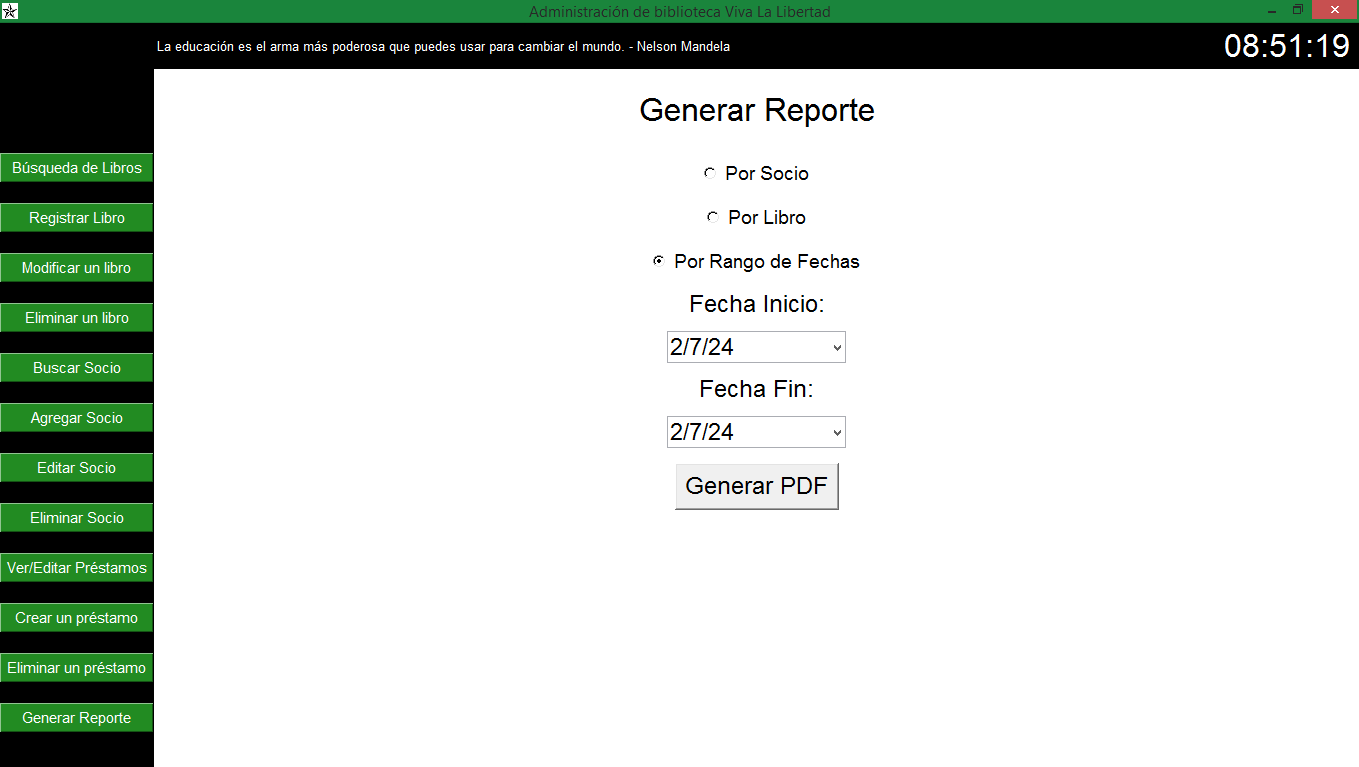 Administración de biblioteca Viva La Libertad
La educación es el arma más poderosa que puedes usar para cambiar el mundo. - Nelson Mandela
08:51:19
Búsqueda de Libros
Registrar Libro
Modificar un libro
Eliminar un libro
Buscar Socio
Agregar Socio
Editar Socio
Eliminar Socio
Ver/Editar Préstamos
Crear un préstamo
Eliminar un préstamo
Generar Reporte
Generar Reporte
Por Socio
Por Libro
Por Rango de Fechas
Fecha Inicio:
2/7/24
Fecha Fin:
2/7/24
Generar PDF